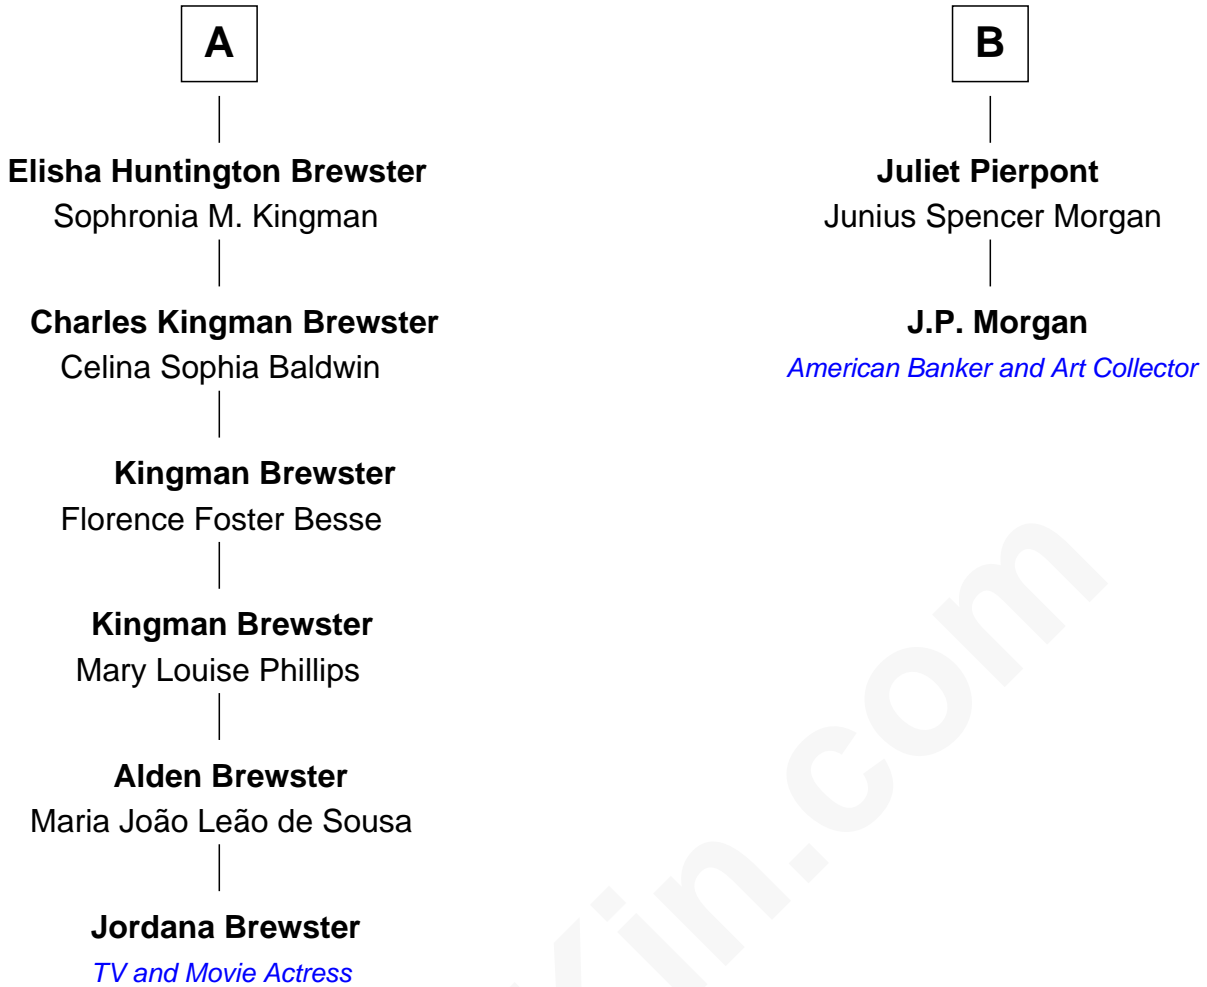 A
Elisha Huntington Brewster
Sophronia M. Kingman
Charles Kingman Brewster
Celina Sophia Baldwin
Kingman Brewster
Florence Foster Besse
Kingman Brewster
Mary Louise Phillips
Alden Brewster
Maria João Leão de Sousa
Jordana Brewster
TV and Movie Actress
B
Juliet Pierpont
Junius Spencer Morgan
J.P. Morgan
American Banker and Art Collector
in.com